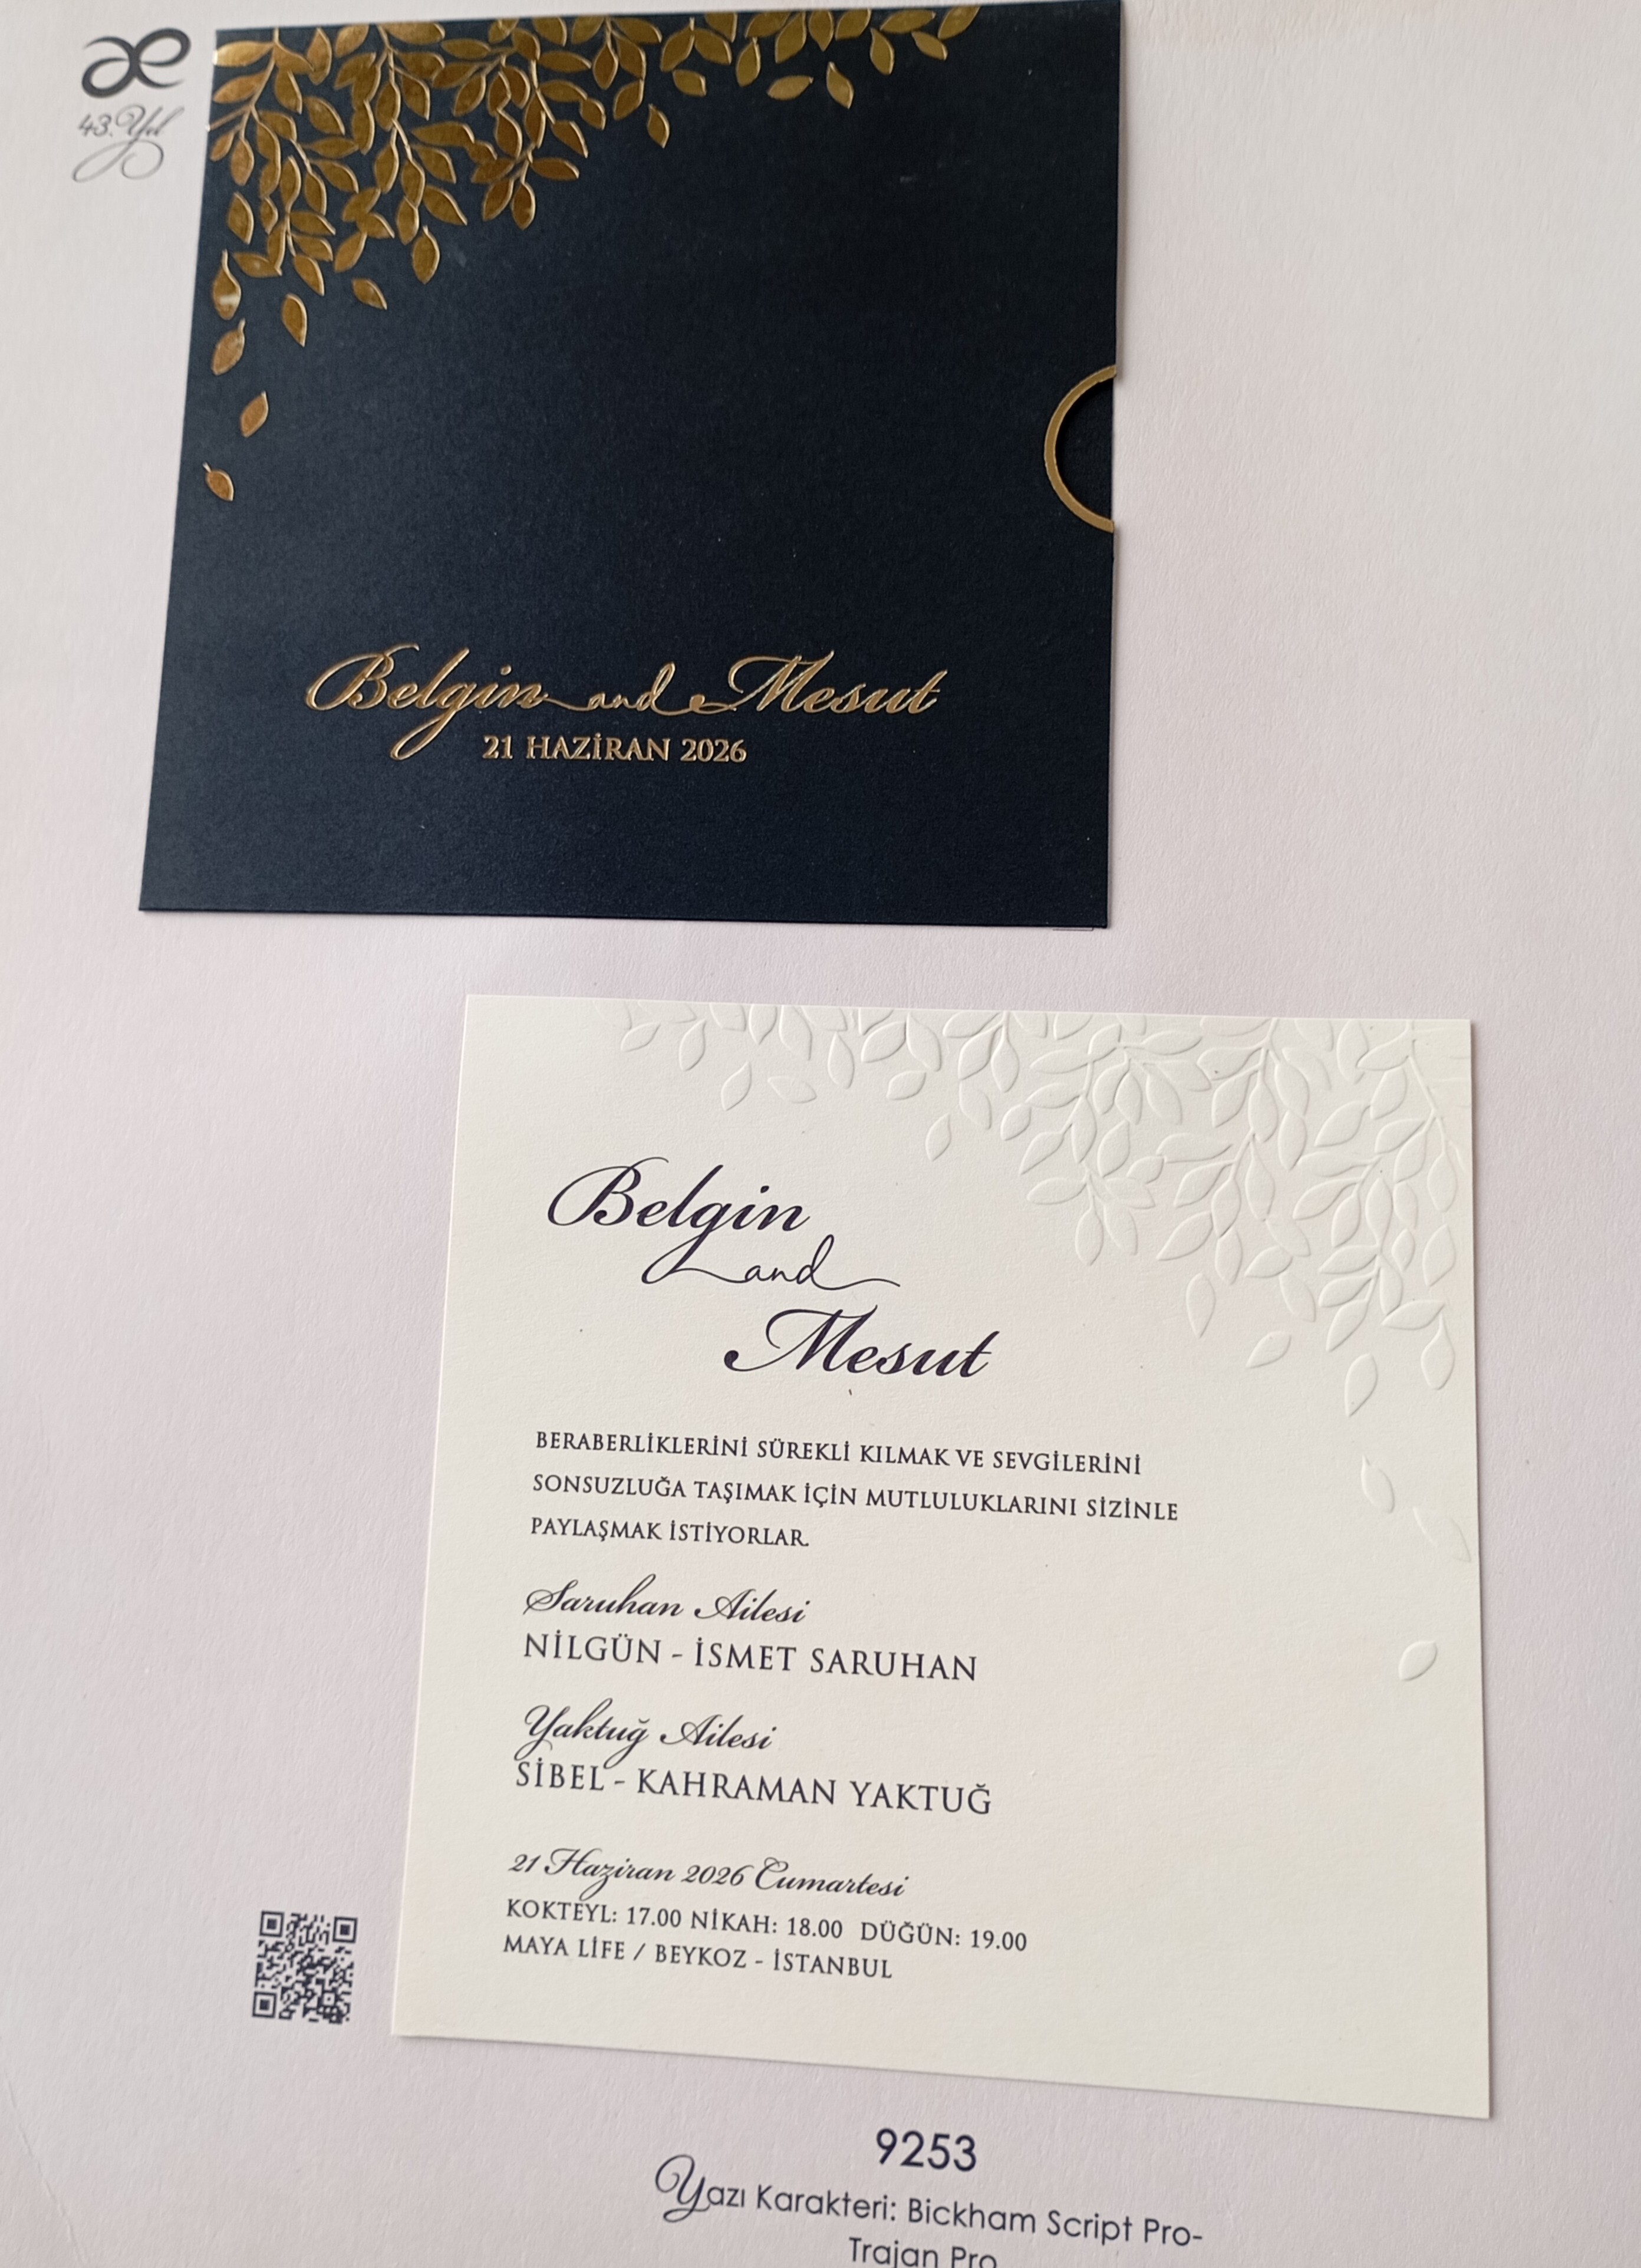 43. Yıl
Belgin and Mesut
21 HAZİRAN 2026
Belgin
and
Mesut
BERABERLİKLERİNİ SÜREKLİ KILMAK VE SEVGİLERİNİ
SONSUZLUĞA TAŞIMAK İÇİN MUTLULUKLARINI SİZİNLE
PAYLAŞMAK İSTİYORLAR.
Saruhan Ailesi
NİLGÜN - İSMET SARUHAN
Yaktuğ Ailesi
SİBEL - KAHRAMAN YAKTUĞ
21 Haziran 2026 Cumartesi
KOKTEYL: 17.00 NİKAH: 18.00 DÜĞÜN: 19.00
MAYA LİFE / BEYKOZ - İSTANBUL
9253
Yazı Karakteri: Bickham Script Pro-
Trajan Pro